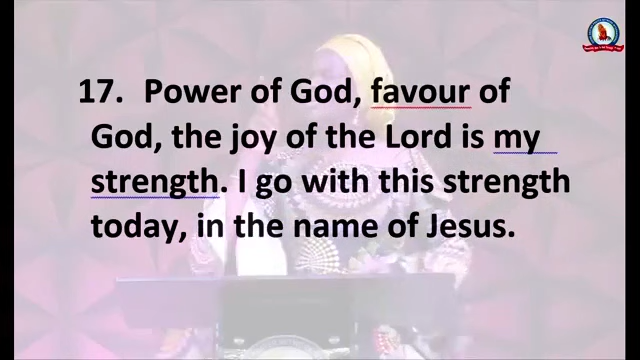 17. Power of God, favour of
God, the joy of the Lord is my
strength. I go with this strength
today, in the name of Jesus.